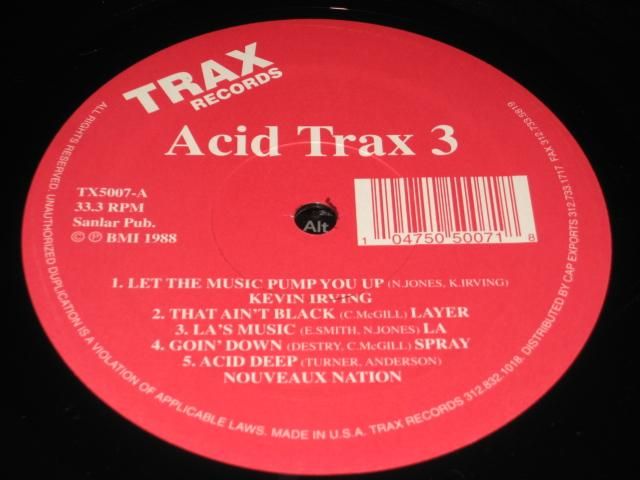 TRAX
RECORDS
Acid Trax 3
TX5007-A
33.3 RPM
Sanlar Pub.
© ℗ BMI 1988
Alt
1 04750 50071 8
1. LET THE MUSIC PUMP YOU UP (N.JONES, K.IRVING)
KEVIN IRVING
2. THAT AIN'T BLACK (C.McGILL) LAYER
3. LA'S MUSIC (E.SMITH, N.JONES) LA
4. GOIN' DOWN (DESTRY, C.McGILL) SPRAY
5. ACID DEEP (TURNER, ANDERSON)
NOUVEAUX NATION
ALL RIGHTS RESERVED. UNAUTHORIZED DUPLICATION IS A VIOLATION OF APPLICABLE LAWS. MADE IN U.S.A. TRAX RECORDS 312.832.1018. DISTRIBUTED BY CAP EXPORTS 312.733.1717 FAX 312.733.5819